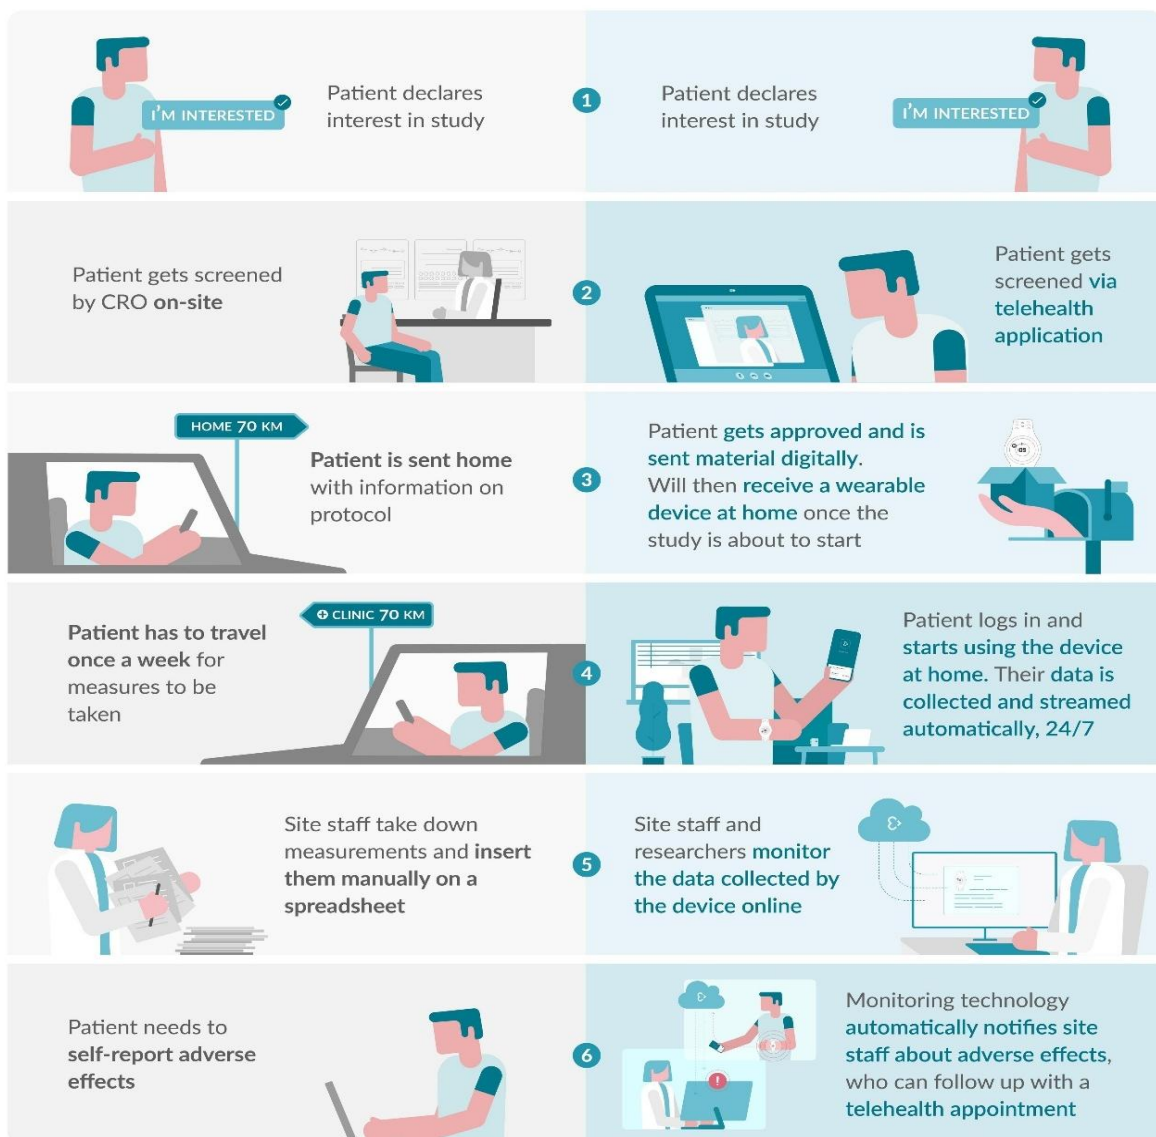 I'M INTERESTED
Patient declares
interest in study
1
Patient declares
interest in study
I'M INTERESTED
Patient gets screened
by CRO on-site
2
Patient gets
screened via
telehealth
application
HOME 70 KM
Patient is sent home
with information on
protocol
3
Patient gets approved and is
sent material digitally.
Will then receive a wearable
device at home once the
study is about to start
Patient has to travel
once a week for
measures to be
taken
CLINIC 70 KM
4
Patient logs in and
starts using the device
at home. Their data is
collected and streamed
automatically, 24/7
Site staff take down
measurements and insert
them manually on a
spreadsheet
5
Site staff and
researchers monitor
the data collected by
the device online
Patient needs to
self-report adverse
effects
6
Monitoring technology
automatically notifies site
staff about adverse effects,
who can follow up with a
telehealth appointment